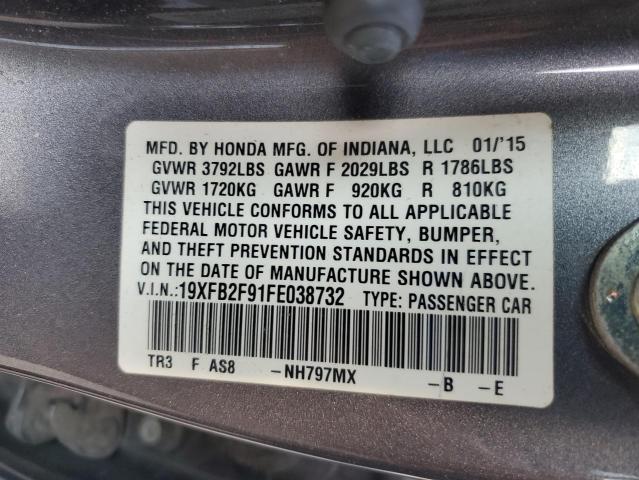 MFD. BY HONDA MFG. OF INDIANA, LLC 01/'15
GVWR 3792LBS GAWR F 2029LBS R 1786LBS
GVWR 1720KG GAWR F 920KG R 810KG
THIS VEHICLE CONFORMS TO ALL APPLICABLE
FEDERAL MOTOR VEHICLE SAFETY, BUMPER,
AND THEFT PREVENTION STANDARDS IN EFFECT
ON THE DATE OF MANUFACTURE SHOWN ABOVE.
V.I.N.: 19XFB2F91FE038732 TYPE: PASSENGER CAR
TR3 F AS8 -NH797MX -B -E